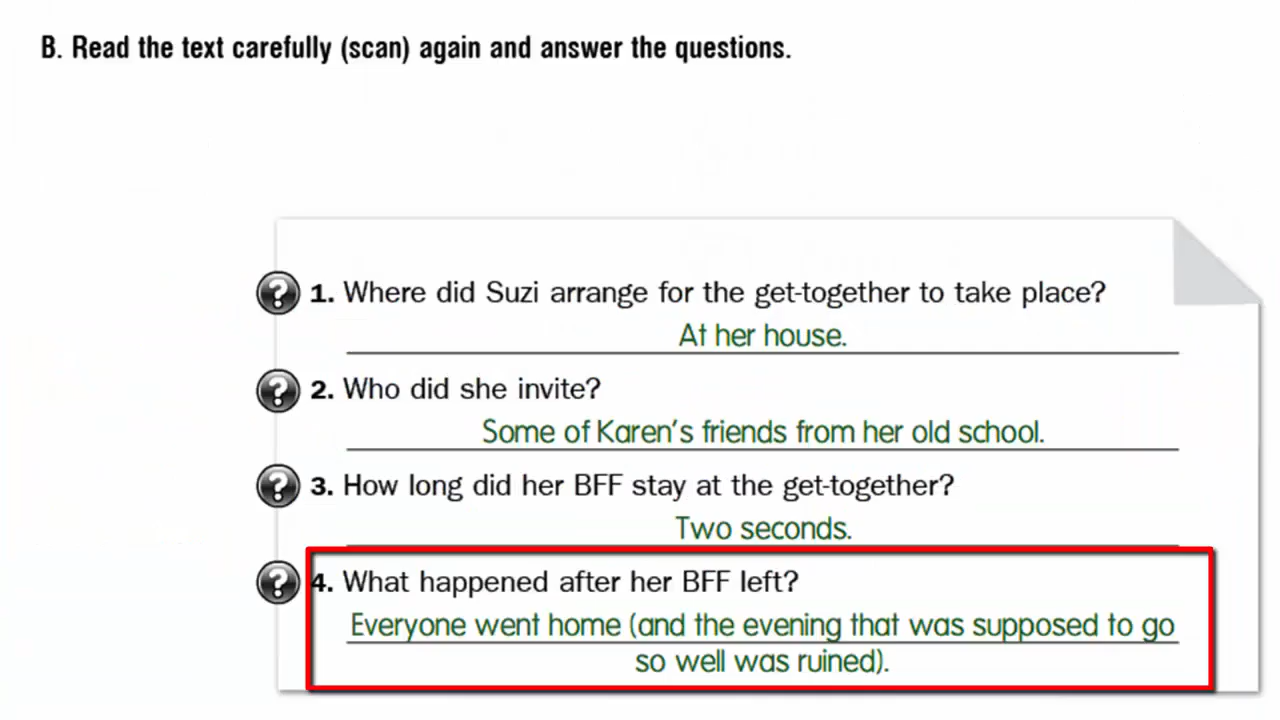 B. Read the text carefully (scan) again and answer the questions.
? 1. Where did Suzi arrange for the get-together to take place?
At her house.
? 2. Who did she invite?
Some of Karen's friends from her old school.
? 3. How long did her BFF stay at the get-together?
Two seconds.
? 4. What happened after her BFF left?
Everyone went home (and the evening that was supposed to go
so well was ruined).